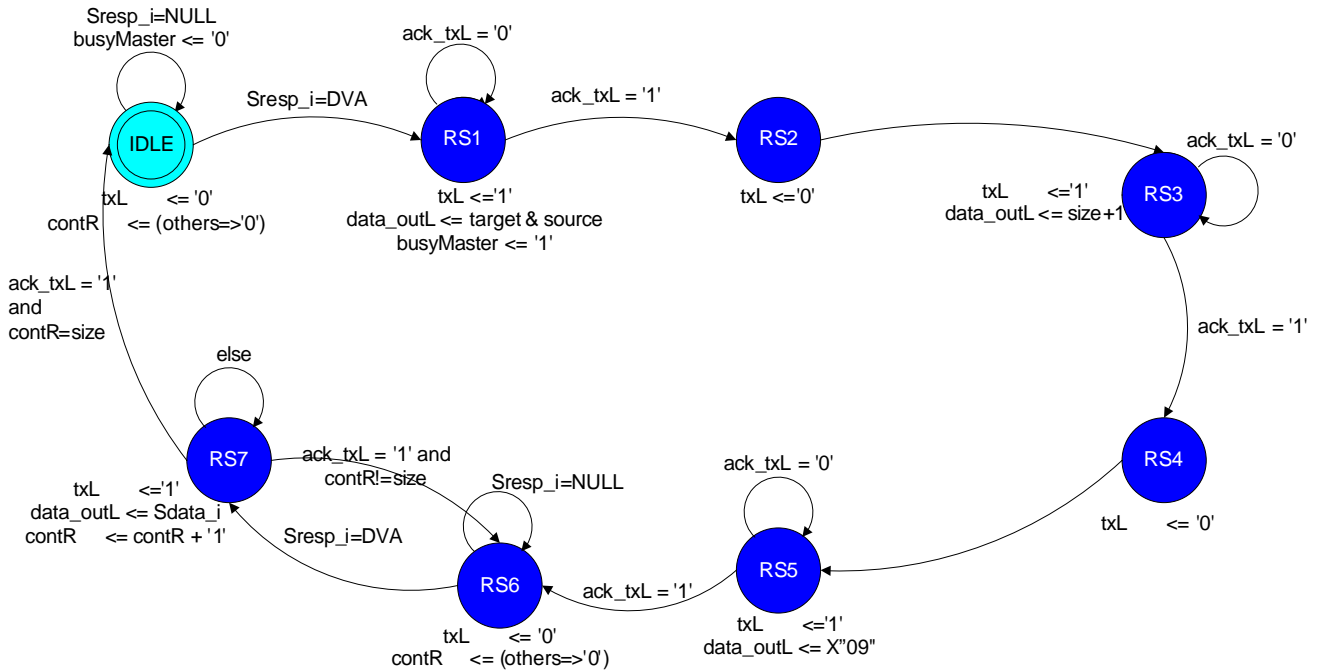 Sresp_i=NULL
busyMaster <= '0'
IDLE
txL <= '0'
contR <= (others=>'0')
Sresp_i=DVA
ack_txL = '0'
RS1
txL <='1'
data_outL <= target & source
busyMaster <= '1'
ack_txL = '1'
RS2
txL <='0'
ack_txL = '0'
RS3
txL <='1'
data_outL <= size+1
ack_txL = '1'
RS4
txL <= '0'
ack_txL = '0'
RS5
txL <='1'
data_outL <= X"09"
ack_txL = '1'
Sresp_i=NULL
RS6
txL <= '0'
contR <= (others=>'0')
Sresp_i=DVA
ack_txL = '1' and
contR!=size
else
RS7
txL <='1'
data_outL <= Sdata_i
contR <= contR + '1'
ack_txL = '1'
and
contR=size